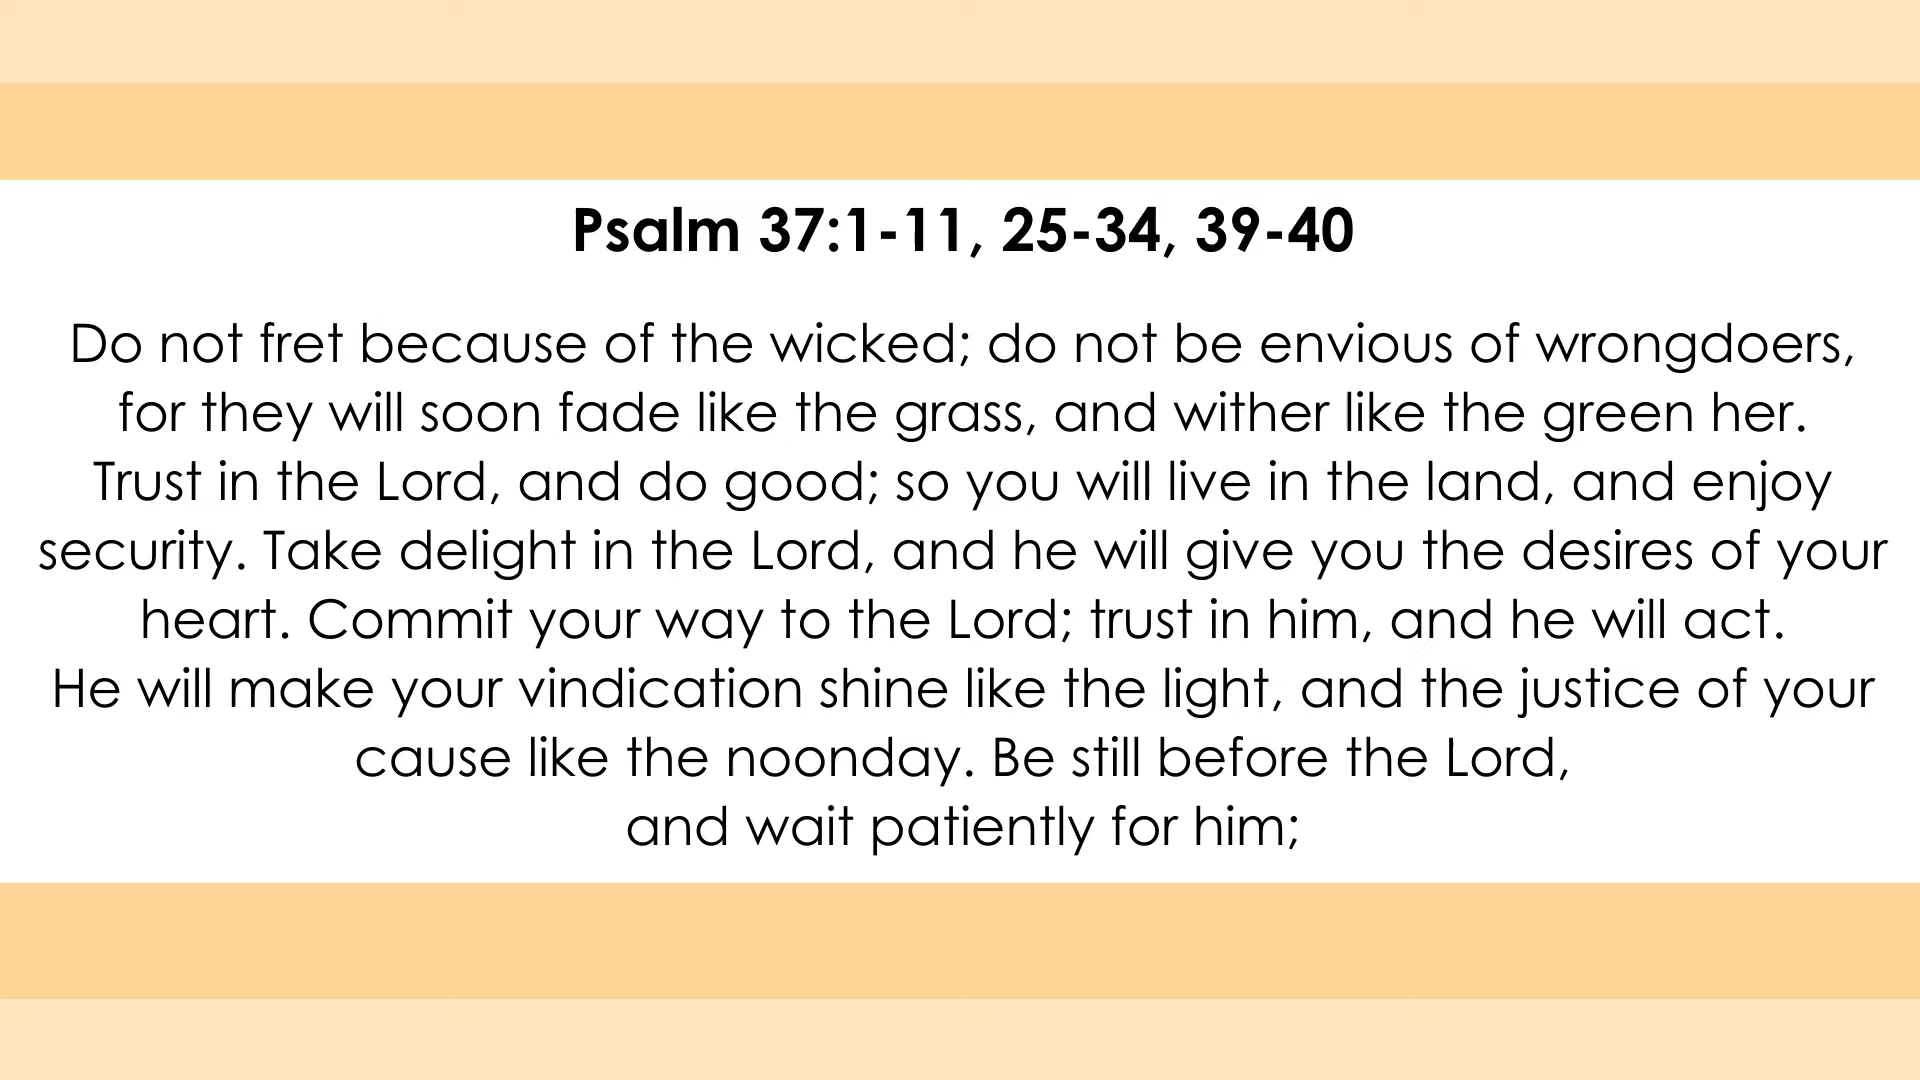 Psalm 37:1-11, 25-34, 39-40
Do not fret because of the wicked; do not be envious of wrongdoers,
for they will soon fade like the grass, and wither like the green her.
Trust in the Lord, and do good; so you will live in the land, and enjoy
security. Take delight in the Lord, and he will give you the desires of your
heart. Commit your way to the Lord; trust in him, and he will act.
He will make your vindication shine like the light, and the justice of your
cause like the noonday. Be still before the Lord,
and wait patiently for him;